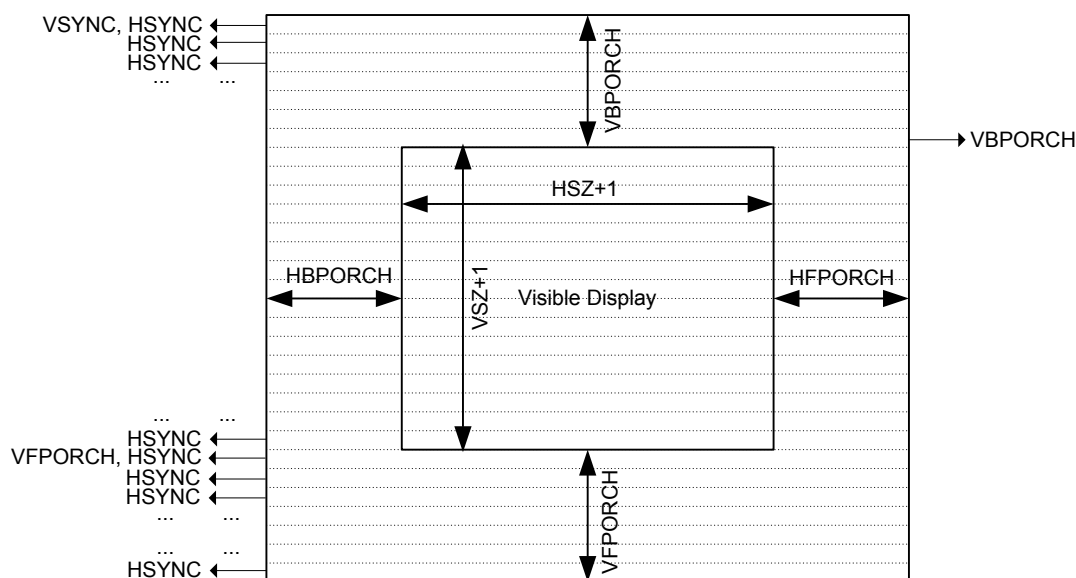 VSYNC, HSYNC
HSYNC
HSYNC
... ...
VBPORCH
VBPORCH
HSZ+1
HBPORCH
VSZ+1
Visible Display
HFPORCH
... ...
HSYNC
VFPORCH, HSYNC
HSYNC
HSYNC
... ...
VFPORCH
... ...
HSYNC